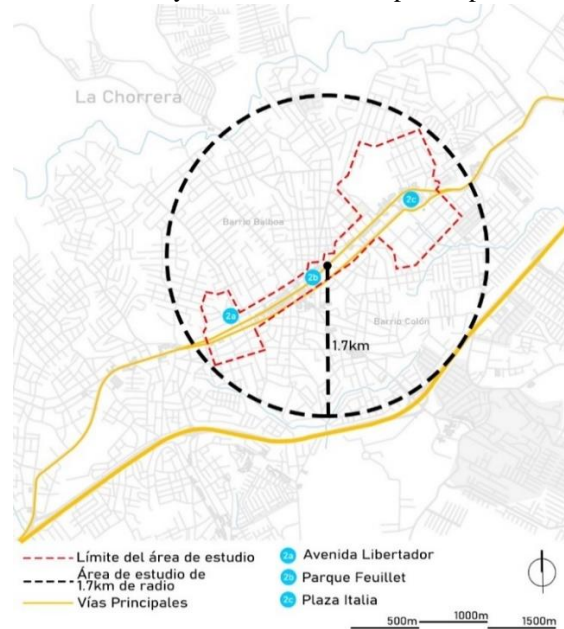 La Chorrera
Barrio Balboa
2c
2b
2a
Barrio Colón
1.7km
Límite del área de estudio
Área de estudio de
1.7km de radio
Vías Principales
2a Avenida Libertador
2b Parque Feuillet
2c Plaza Italia
500m 1000m 1500m